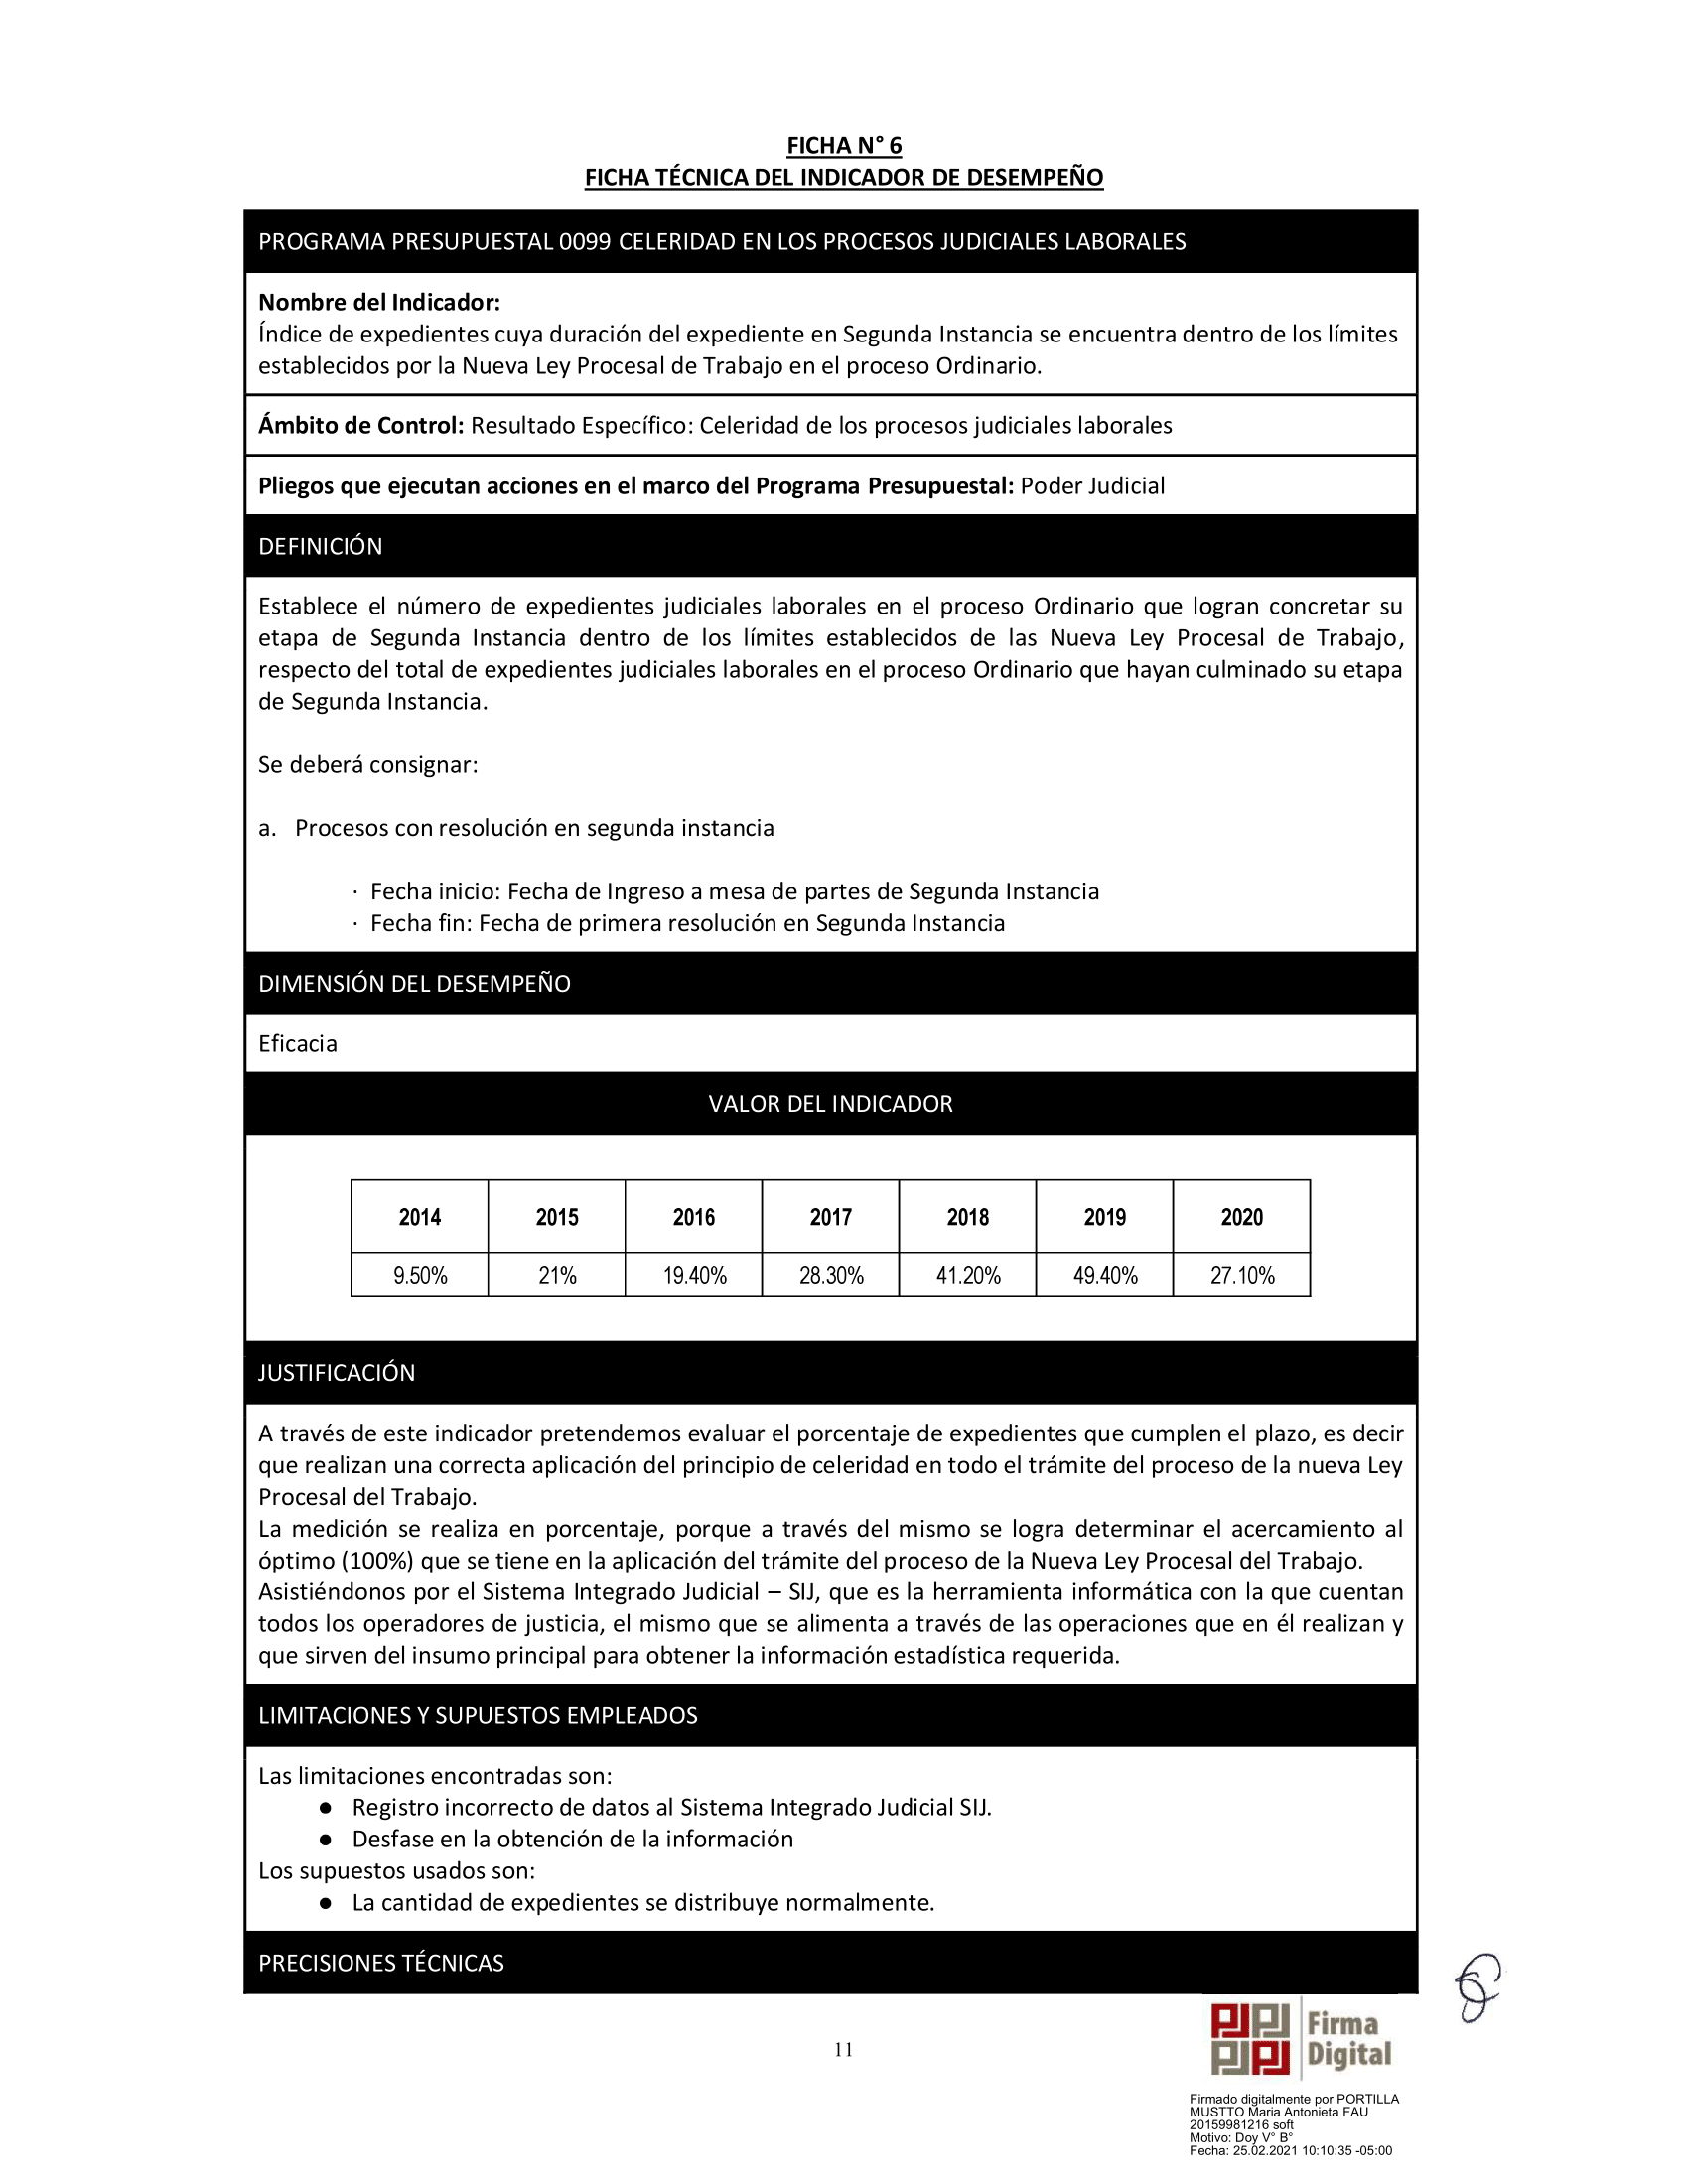 FICHA N° 6
FICHA TÉCNICA DEL INDICADOR DE DESEMPEÑO
PROGRAMA PRESUPUESTAL 0099 CELERIDAD EN LOS PROCESOS JUDICIALES LABORALES
Nombre del Indicador:
Índice de expedientes cuya duración del expediente en Segunda Instancia se encuentra dentro de los límites
establecidos por la Nueva Ley Procesal de Trabajo en el proceso Ordinario.
Ámbito de Control: Resultado Específico: Celeridad de los procesos judiciales laborales
Pliegos que ejecutan acciones en el marco del Programa Presupuestal: Poder Judicial
DEFINICIÓN
Establece el número de expedientes judiciales laborales en el proceso Ordinario que logran concretar su
etapa de Segunda Instancia dentro de los límites establecidos de las Nueva Ley Procesal de Trabajo,
respecto del total de expedientes judiciales laborales en el proceso Ordinario que hayan culminado su etapa
de Segunda Instancia.
Se deberá consignar:
a. Procesos con resolución en segunda instancia
· Fecha inicio: Fecha de Ingreso a mesa de partes de Segunda Instancia
· Fecha fin: Fecha de primera resolución en Segunda Instancia
DIMENSIÓN DEL DESEMPEÑO
Eficacia
VALOR DEL INDICADOR
2014 2015 2016 2017 2018 2019 2020
9.50% 21% 19.40% 28.30% 41.20% 49.40% 27.10%
JUSTIFICACIÓN
A través de este indicador pretendemos evaluar el porcentaje de expedientes que cumplen el plazo, es decir
que realizan una correcta aplicación del principio de celeridad en todo el trámite del proceso de la nueva Ley
Procesal del Trabajo.
La medición se realiza en porcentaje, porque a través del mismo se logra determinar el acercamiento al
óptimo (100%) que se tiene en la aplicación del trámite del proceso de la Nueva Ley Procesal del Trabajo.
Asistiéndonos por el Sistema Integrado Judicial – SIJ, que es la herramienta informática con la que cuentan
todos los operadores de justicia, el mismo que se alimenta a través de las operaciones que en él realizan y
que sirven del insumo principal para obtener la información estadística requerida.
LIMITACIONES Y SUPUESTOS EMPLEADOS
Las limitaciones encontradas son:
● Registro incorrecto de datos al Sistema Integrado Judicial SIJ.
● Desfase en la obtención de la información
Los supuestos usados son:
● La cantidad de expedientes se distribuye normalmente.
PRECISIONES TÉCNICAS
11
PJ PJ PJ PJ
Firma
Digital
Firmado digitalmente por PORTILLA
MUSTTO Maria Antonieta FAU
20159981216 soft
Motivo: Doy V° B°
Fecha: 25.02.2021 10:10:35 -05:00